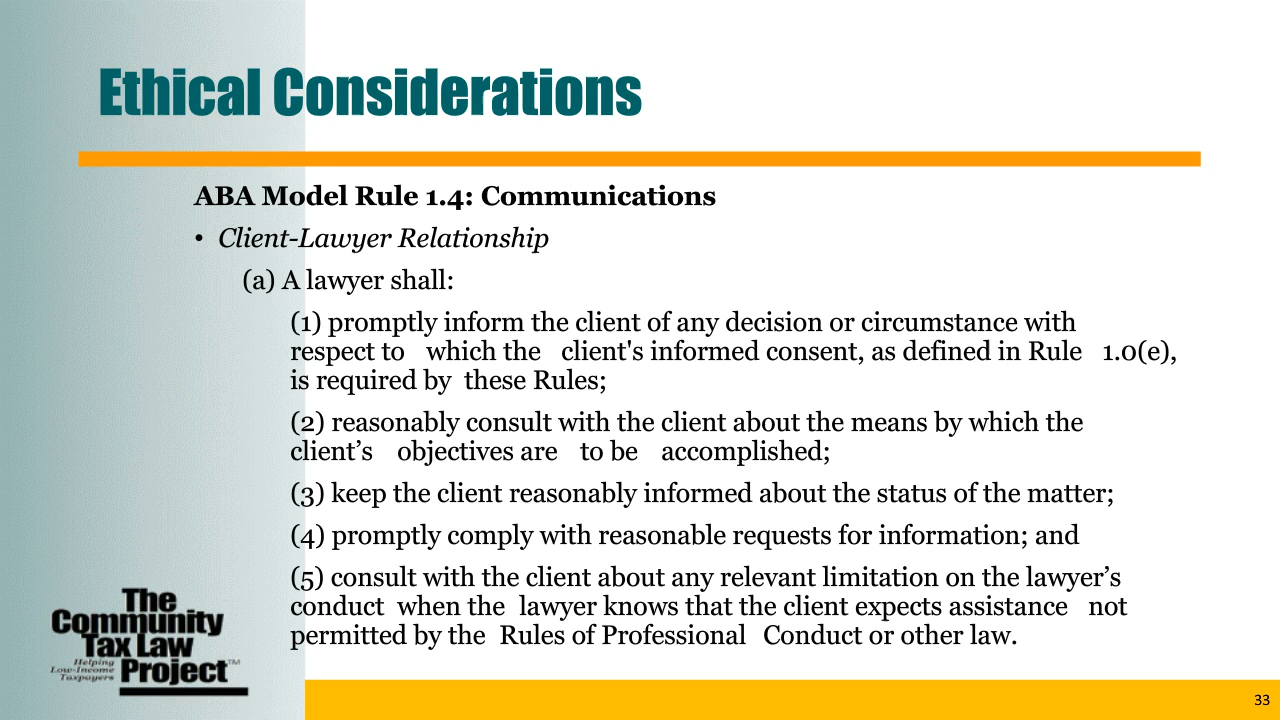 Ethical Considerations
ABA Model Rule 1.4: Communications
• Client-Lawyer Relationship
(a) A lawyer shall:
(1) promptly inform the client of any decision or circumstance with
respect to which the client's informed consent, as defined in Rule 1.0(e),
is required by these Rules;
(2) reasonably consult with the client about the means by which the
client’s objectives are to be accomplished;
(3) keep the client reasonably informed about the status of the matter;
(4) promptly comply with reasonable requests for information; and
(5) consult with the client about any relevant limitation on the lawyer’s
conduct when the lawyer knows that the client expects assistance not
permitted by the Rules of Professional Conduct or other law.
The
Community
Tax Law
Project™
Helping
Low-Income
Taxpayers
33